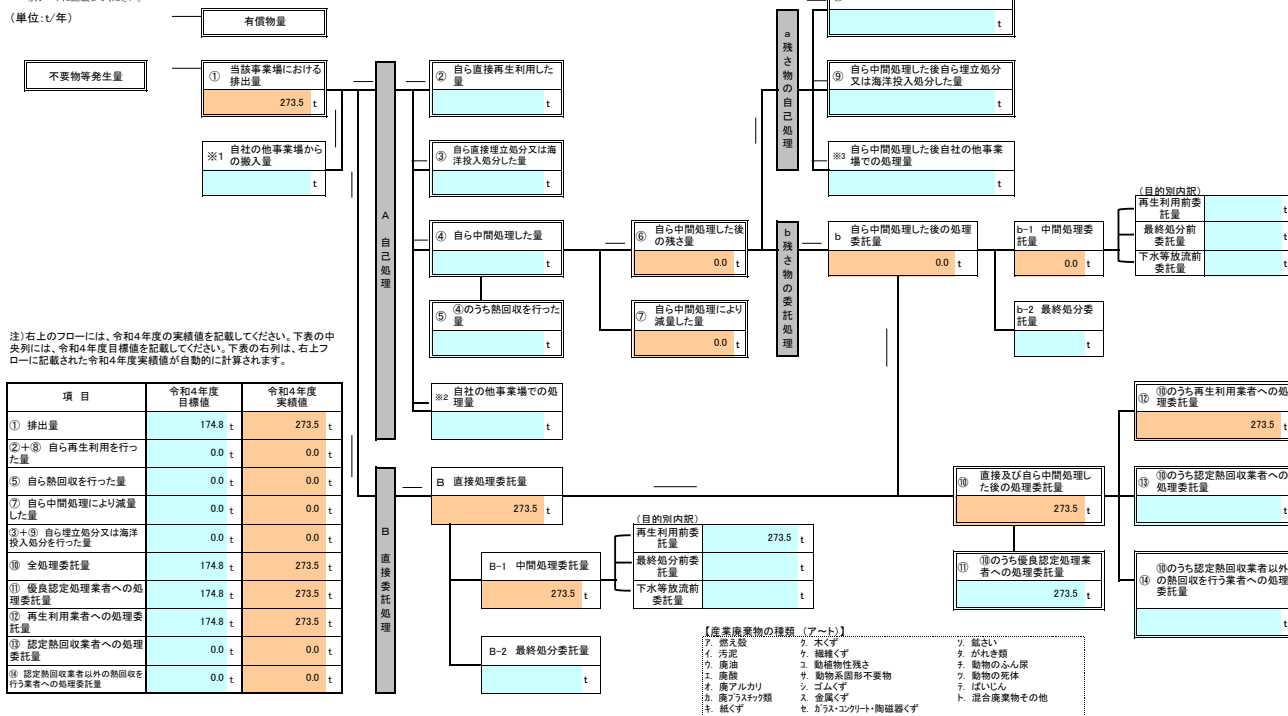 (単位:t/年)
有償物量
t
不要物等発生量
① 当該事業場における
排出量
273.5 t
※1 自社の他事業場から
の搬入量
t
A 自己処理
② 自ら直接再生利用した
量
t
③ 自ら直接埋立処分又は海
洋投入処分した量
t
④ 自ら中間処理した量
t
⑤ ④のうち熱回収を行った
量
t
※2 自社の他事業場での処
理量
t
⑥ 自ら中間処理した後
の残さ量
0.0 t
⑦ 自ら中間処理により
減量した量
0.0 t
a 残さ物の自己処理
⑨ 自ら中間処理した後自ら埋立処分
又は海洋投入処分した量
t
※3 自ら中間処理した後自社の他事業
場での処理量
t
b 残さ物の委託処理
b 自ら中間処理した後の処理
委託量
0.0 t
b-1 中間処理委
託量
0.0 t
b-2 最終処分委
託量
t
(目的別内訳)
再生利用前委
託量
t
最終処分前
委託量
t
下水等放流前
委託量
t
注)右上のフローには、令和4年度の実績値を記載してください。下表の中
央列には、令和4年度目標値を記載してください。下表の右列は、右上フ
ローに記載された令和4年度実績値が自動的に計算されます。
項 目
令和4年度
目標値
令和4年度
実績値
① 排出量 174.8 t 273.5 t
②+⑧ 自ら再生利用を行っ
た量 0.0 t 0.0 t
⑤ 自ら熱回収を行った量 0.0 t 0.0 t
⑦ 自ら中間処理により減量
した量 0.0 t 0.0 t
③+⑨ 自ら埋立処分又は海洋
投入処分を行った量 0.0 t 0.0 t
⑩ 全処理委託量 174.8 t 273.5 t
⑪ 優良認定処理業者への処
理委託量 174.8 t 273.5 t
⑫ 再生利用業者への処理委
託量 174.8 t 273.5 t
⑬ 認定熱回収業者への処理
委託量 0.0 t 0.0 t
⑭ 認定熱回収業者以外の熱回収を
行う業者への処理委託量 0.0 t 0.0 t
B 直接委託処理
B 直接処理委託量
273.5 t
B-1 中間処理委託量
273.5 t
B-2 最終処分委託量
t
(目的別内訳)
再生利用前委
託量
273.5 t
最終処分前委
託量
t
下水等放流前
委託量
t
⑩ 直接及び自ら中間処理し
た後の処理委託量
273.5 t
⑪ ⑩のうち優良認定処理業
者への処理委託量
273.5 t
⑫ ⑩のうち再生利用業者への処
理委託量
273.5 t
⑬ ⑩のうち認定熱回収業者への
処理委託量
t
⑭ ⑩のうち認定熱回収業者以外
の熱回収を行う業者への処理
委託量
t
【産業廃棄物の種類 (ア~ト)】
ア. 燃え殻 ク. 木くず ソ. 鉱さい
イ. 汚泥 ケ. 繊維くず タ. がれき類
ウ. 廃油 コ. 動植物性残さ チ. 動物のふん尿
エ. 廃酸 サ. 動物系固形不要物 ツ. 動物の死体
オ. 廃アルカリ シ. ゴムくず テ. ばいじん
カ. 廃プラスチック類 ス. 金属くず ト. 混合廃棄物その他
キ. 紙くず セ. ガラス・コンクリート・陶磁器くず